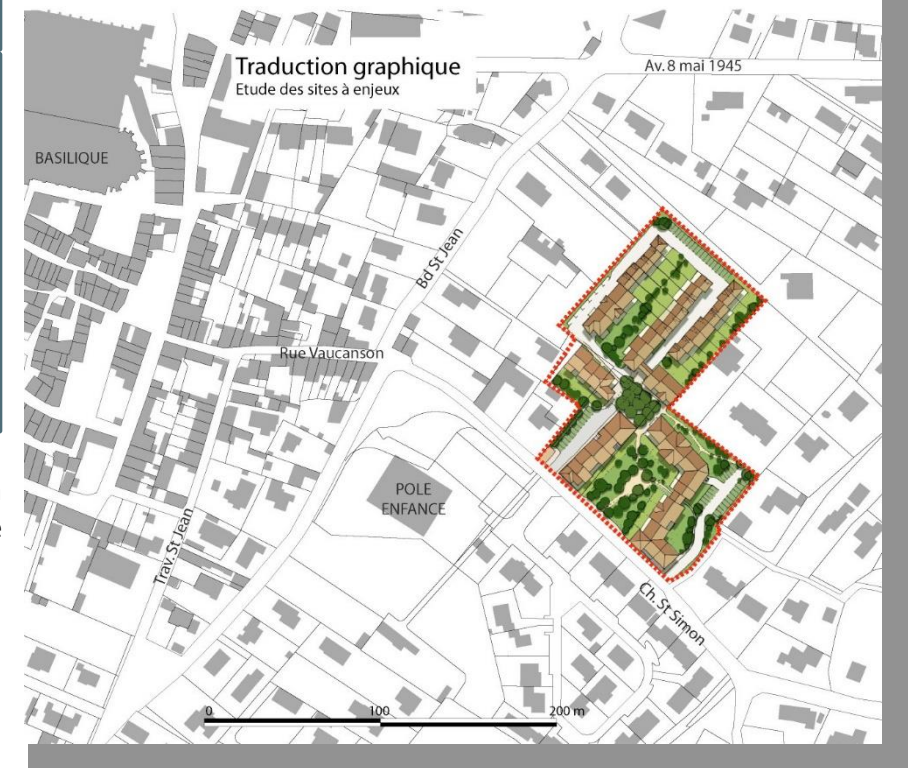 Traduction graphique
Etude des sites à enjeux
Av. 8 mai 1945
BASILIQUE
Bd St Jean
Rue Vaucanson
POLE
ENFANCE
Trav. St Jean
Ch. St Simon
0 100 200 m